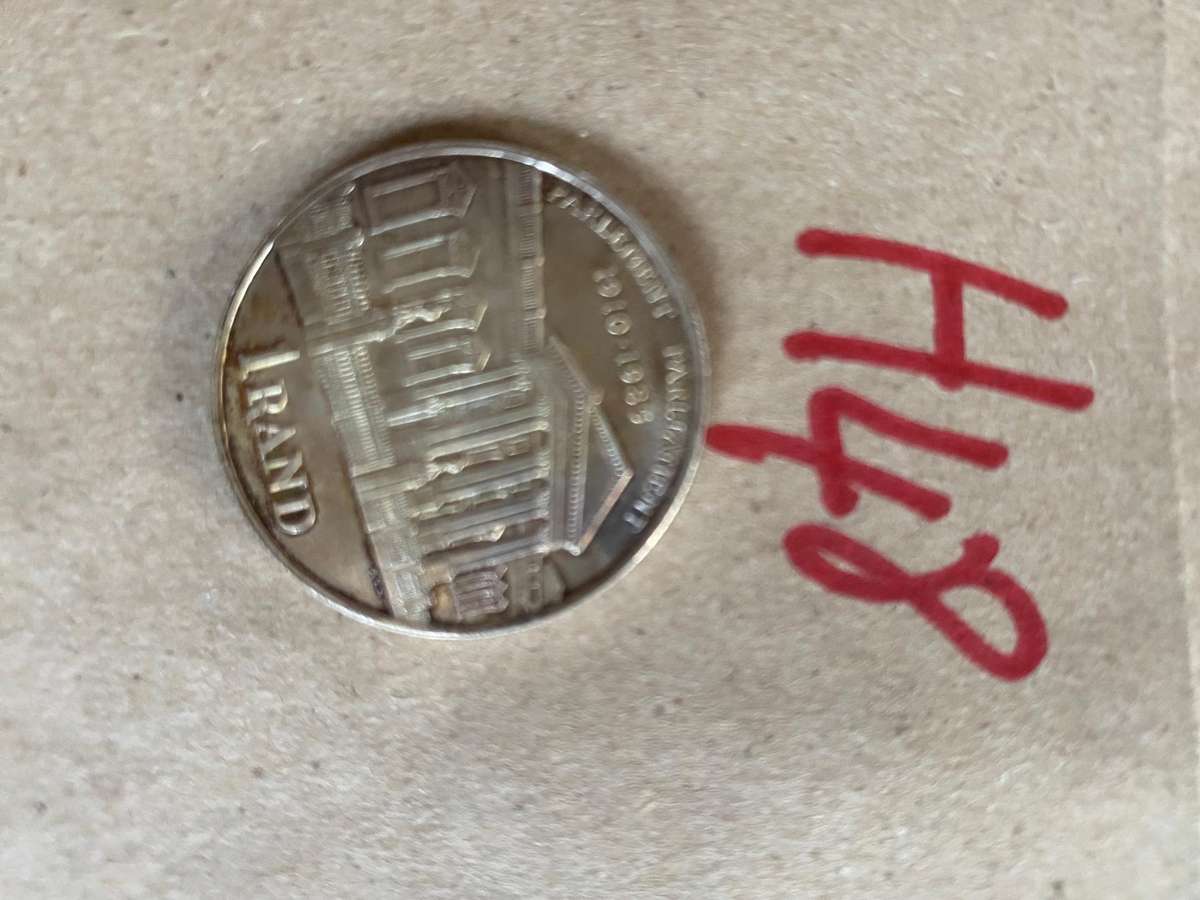 PARLEMENT PARLIAMENT
1910·1985
1 RAND
H48